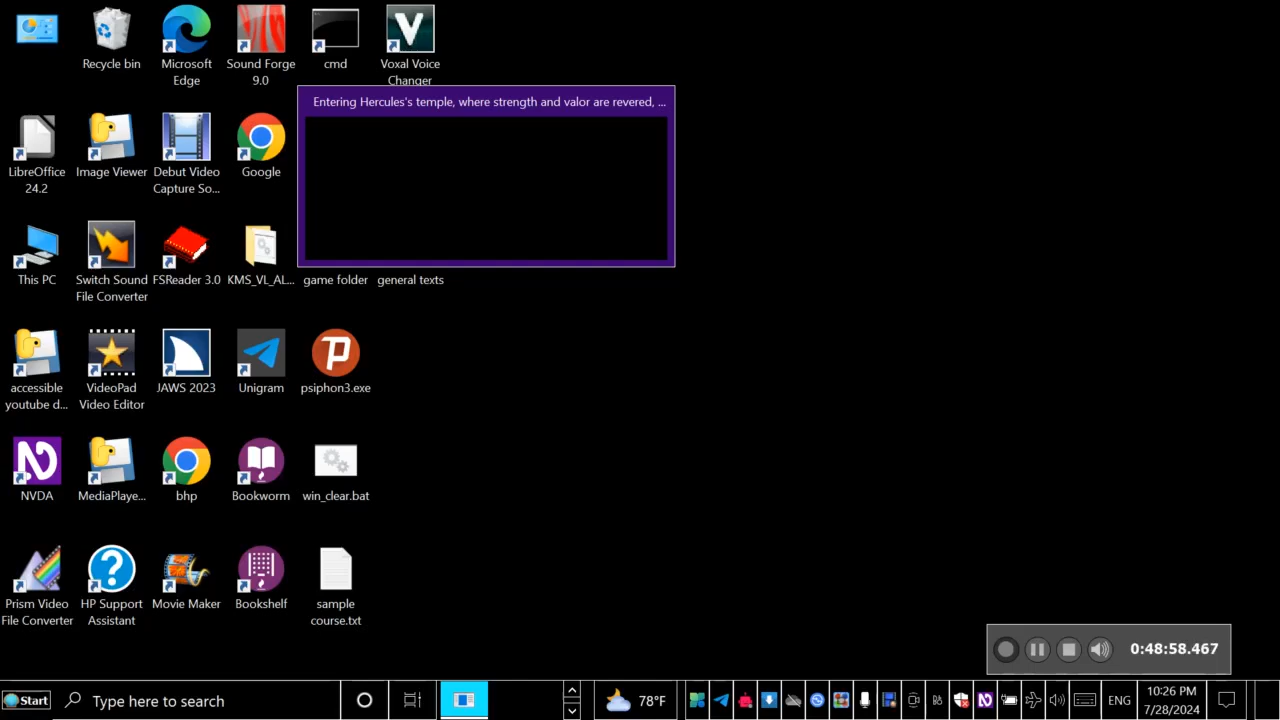 Recycle bin
Microsoft
Edge
Sound Forge
9.0
cmd
Voxal Voice
Changer
Entering Hercules's temple, where strength and valor are revered, ...
LibreOffice
24.2
Image Viewer
Debut Video
Capture So...
Google
This PC
Switch Sound
File Converter
FSReader 3.0
KMS_VL_AL...
game folder
general texts
accessible
youtube d...
VideoPad
Video Editor
JAWS 2023
Unigram
psiphon3.exe
NVDA
MediaPlaye...
bhp
Bookworm
win_clear.bat
Prism Video
File Converter
HP Support
Assistant
Movie Maker
Bookshelf
sample
course.txt
0:48:58.467
Start
Type here to search
78°F
ENG
10:26 PM
7/28/2024